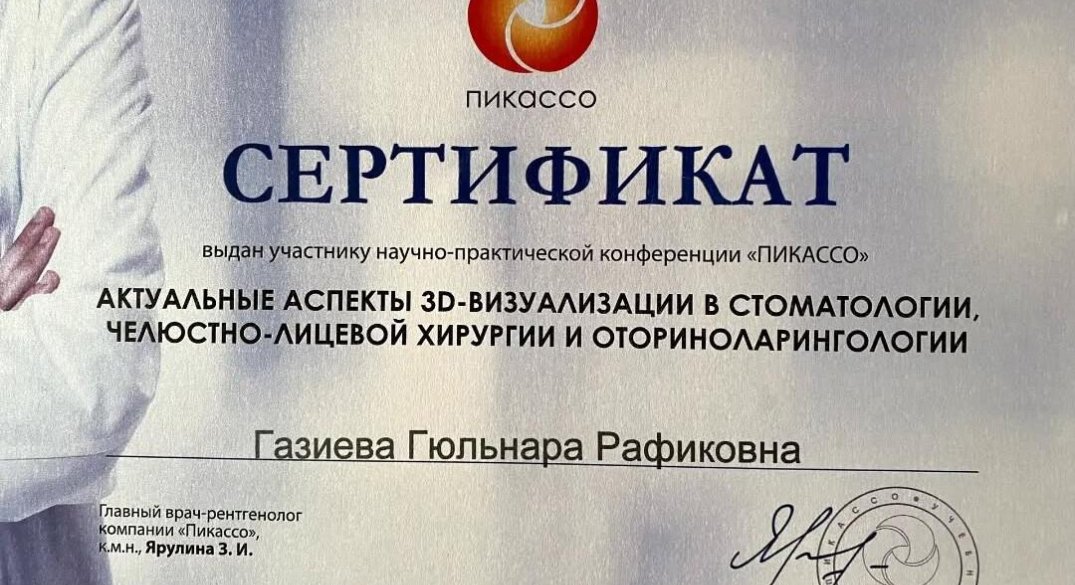 ПИКАССО
СЕРТИФИКАТ
выдан участнику научно-практической конференции «ПИКАССО»
АКТУАЛЬНЫЕ АСПЕКТЫ 3D-ВИЗУАЛИЗАЦИИ В СТОМАТОЛОГИИ,
ЧЕЛЮСТНО-ЛИЦЕВОЙ ХИРУРГИИ И ОТОРИНОЛАРИНГОЛОГИИ
Газиева Гюльнара Рафиковна
Главный врач-рентгенолог
компании «Пикассо»,
к.м.н., Ярулина З. И.